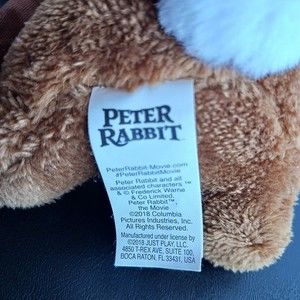 PETER
RABBIT
PeterRabbit-Movie.com
#PeterRabbitMovie
Peter Rabbit and all
associated characters ™
& © Frederick Warne
& Co Limited.
Peter Rabbit™,
the Movie
©2018 Columbia
Pictures Industries, Inc.
All Rights Reserved.
Manufactured under license by
©2018 JUST PLAY, LLC.
4850 T-REX AVE, SUITE 100,
BOCA RATON, FL 33431, USA